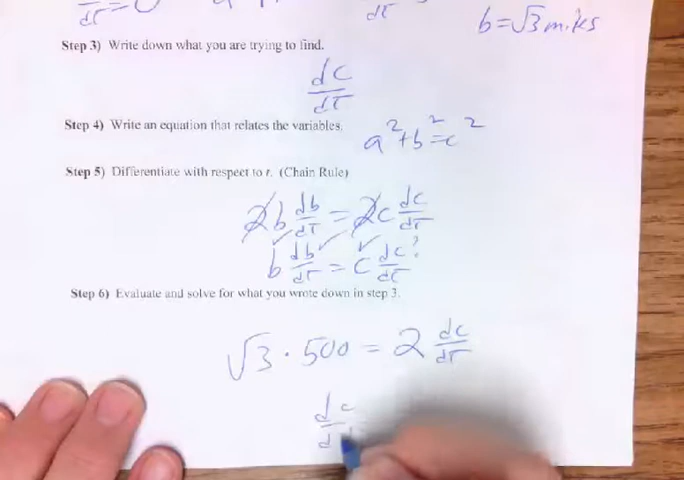 b = √3 miles
Step 3) Write down what you are trying to find.
dc/dt
Step 4) Write an equation that relates the variables. a² + b² = c²
Step 5) Differentiate with respect to t. (Chain Rule)
2b db/dt = 2c dc/dt
b db/dt = c dc/dt ?
Step 6) Evaluate and solve for what you wrote down in step 3.
√3 · 500 = 2 dc/dt
dc/d